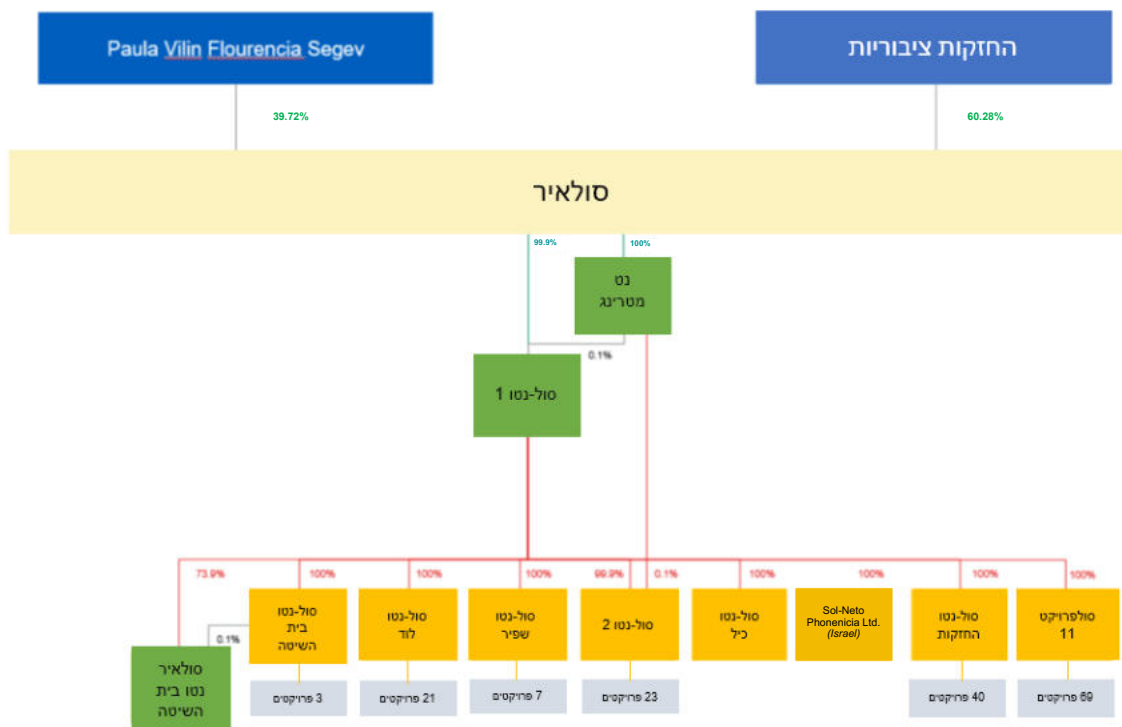 Paula Vilin Flourencia Segev
החזקות ציבוריות
39.72%
60.28%
סולאיר
99.9%
100%
נט
מטרינג
0.1%
סול-נטו 1
73.9%
100%
100%
100%
99.9%
0.1%
100%
100%
100%
100%
0.1%
סולאיר
נטו בית
השיטה
סול-נטו
בית
השיטה
סול-נטו
לוד
סול-נטו
שפיר
סול-נטו 2
סול-נטו
כיל
Sol-Neto
Phonenicia Ltd.
(Israel)
סול-נטו
החזקות
סולפרויקט
11
3 פרויקטים
21 פרויקטים
7 פרויקטים
23 פרויקטים
40 פרויקטים
69 פרויקטים